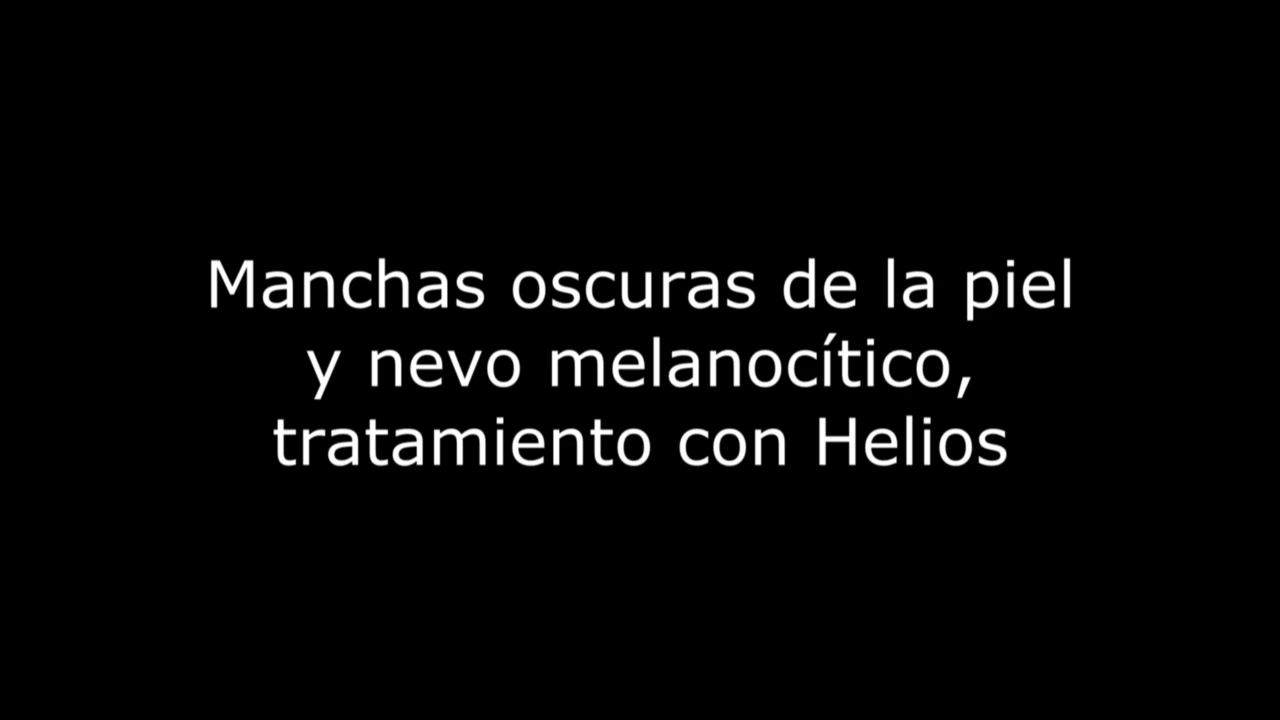 Manchas oscuras de la piel
y nevo melanocítico,
tratamiento con Helios